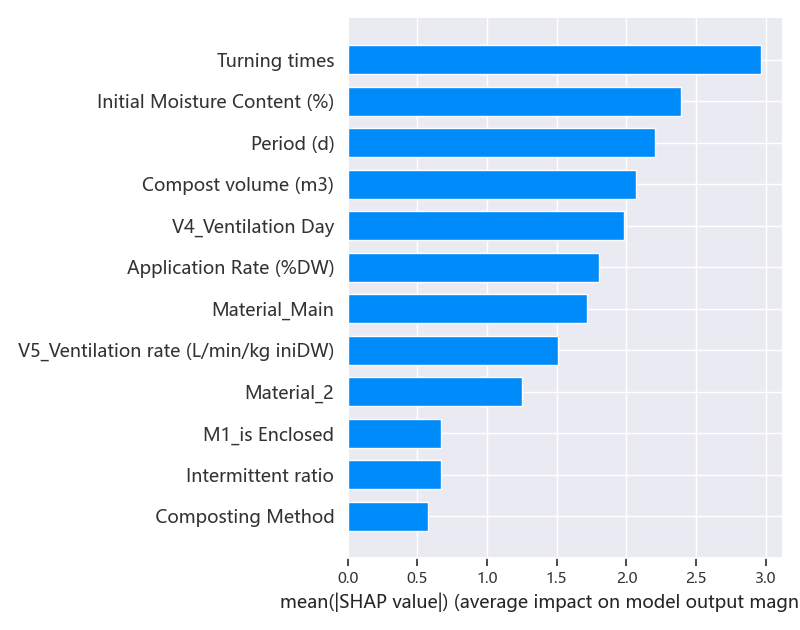 Turning times
Initial Moisture Content (%)
Period (d)
Compost volume (m3)
V4_Ventilation Day
Application Rate (%DW)
Material_Main
V5_Ventilation rate (L/min/kg iniDW)
Material_2
M1_is Enclosed
Intermittent ratio
Composting Method
0.0 0.5 1.0 1.5 2.0 2.5 3.0
mean(|SHAP value|) (average impact on model output magn